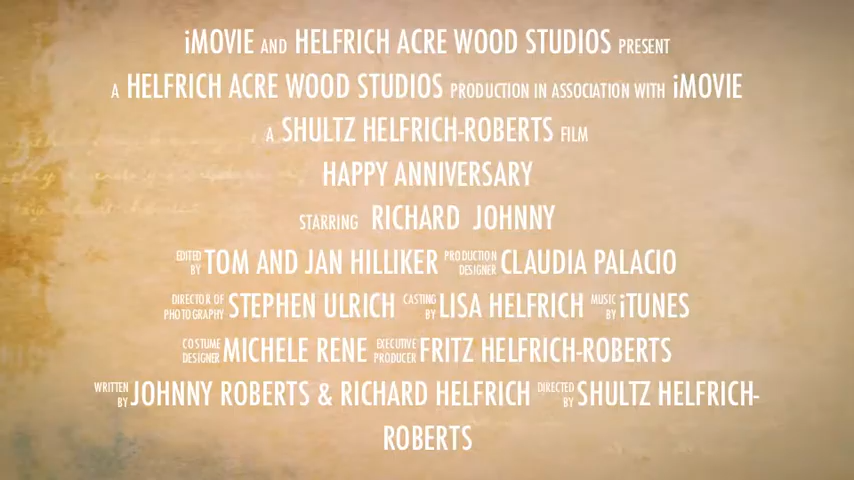 iMOVIE AND HELFRICH ACRE WOOD STUDIOS PRESENT
A HELFRICH ACRE WOOD STUDIOS PRODUCTION IN ASSOCIATION WITH iMOVIE
A SHULTZ HELFRICH-ROBERTS FILM
HAPPY ANNIVERSARY
STARRING RICHARD JOHNNY
EDITED BY TOM AND JAN HILLIKER PRODUCTION DESIGNER CLAUDIA PALACIO
DIRECTOR OF PHOTOGRAPHY STEPHEN ULRICH CASTING BY LISA HELFRICH MUSIC BY iTUNES
COSTUME DESIGNER MICHELE RENE EXECUTIVE PRODUCER FRITZ HELFRICH-ROBERTS
WRITTEN BY JOHNNY ROBERTS & RICHARD HELFRICH DIRECTED BY SHULTZ HELFRICH-
ROBERTS